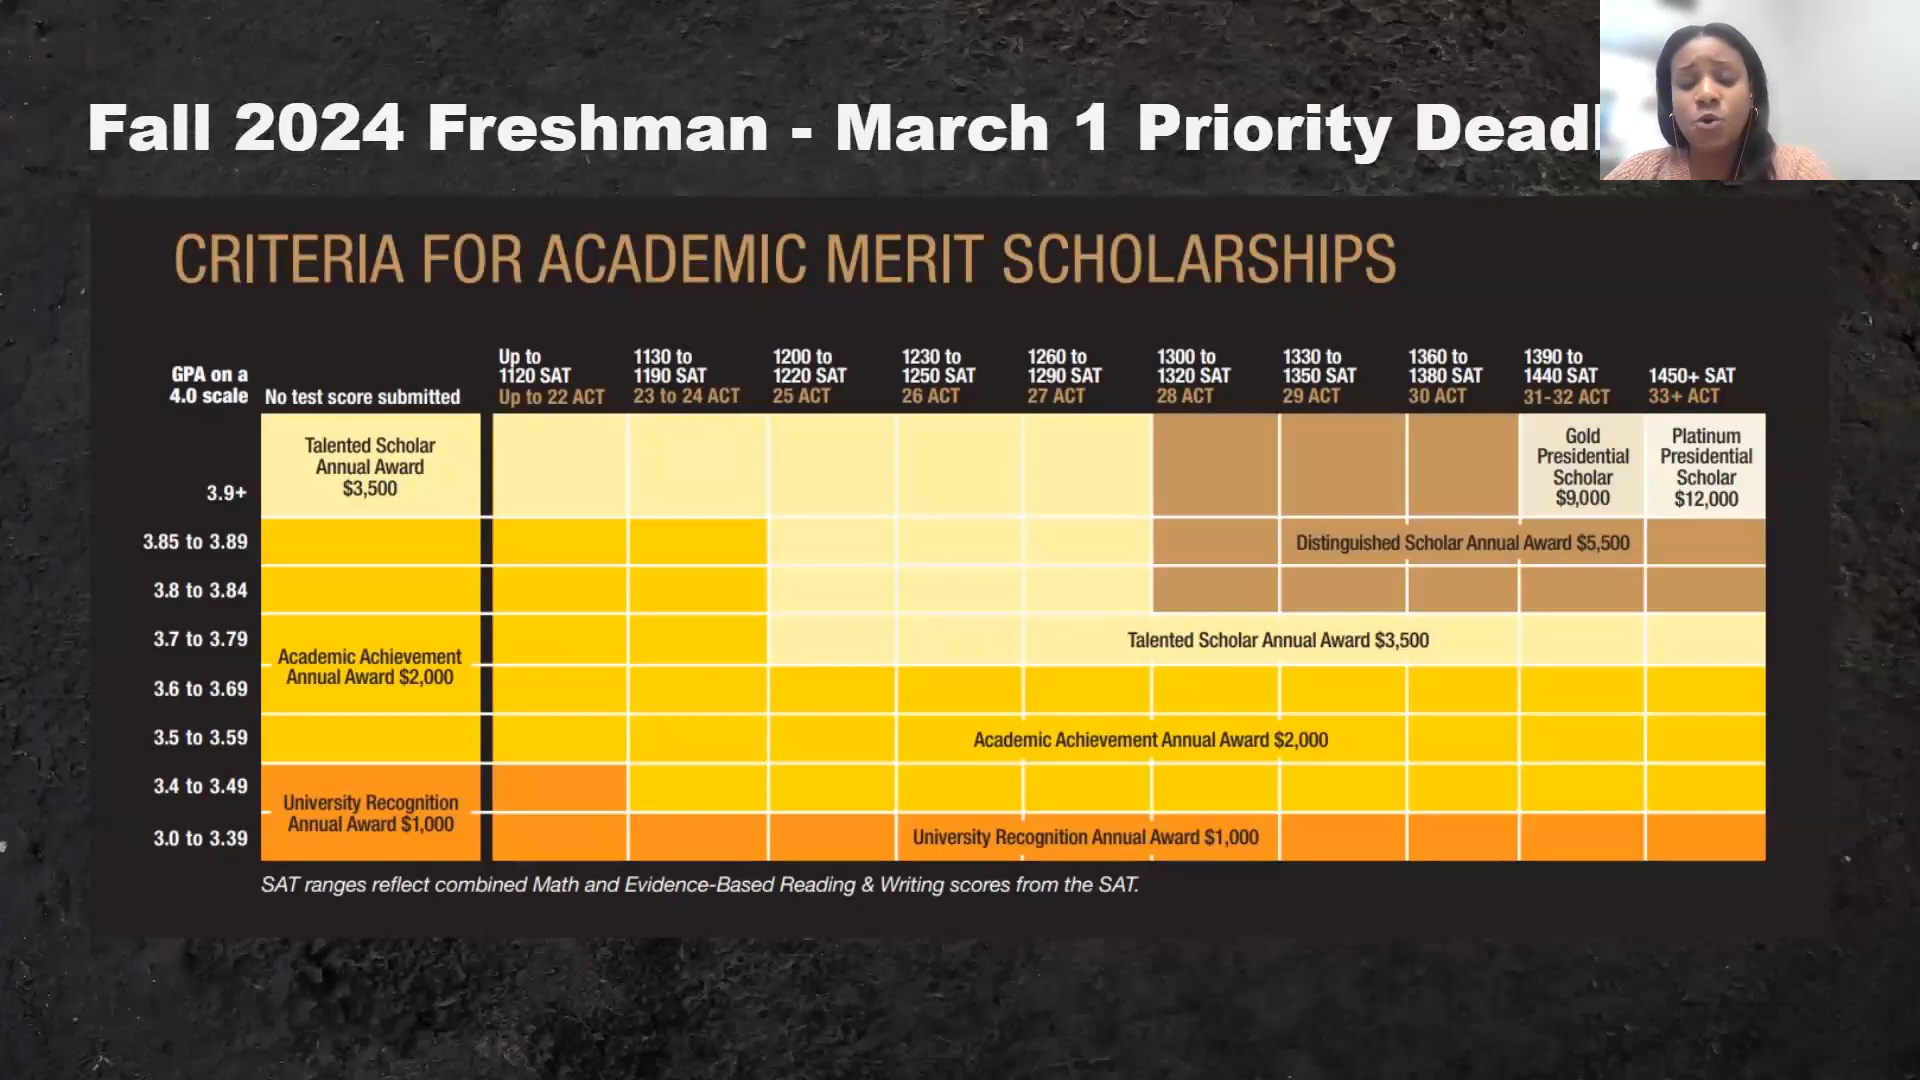 Fall 2024 Freshman - March 1 Priority Deadl
CRITERIA FOR ACADEMIC MERIT SCHOLARSHIPS
GPA on a
4.0 scale
No test score submitted
Up to
1120 SAT
Up to 22 ACT
1130 to
1190 SAT
23 to 24 ACT
1200 to
1220 SAT
25 ACT
1230 to
1250 SAT
26 ACT
1260 to
1290 SAT
27 ACT
1300 to
1320 SAT
28 ACT
1330 to
1350 SAT
29 ACT
1360 to
1380 SAT
30 ACT
1390 to
1440 SAT
31-32 ACT
1450+ SAT
33+ ACT
3.9+
Talented Scholar
Annual Award
$3,500
Gold
Presidential
Scholar
$9,000
Platinum
Presidential
Scholar
$12,000
3.85 to 3.89
Distinguished Scholar Annual Award $5,500
3.8 to 3.84
3.7 to 3.79
Talented Scholar Annual Award $3,500
Academic Achievement
Annual Award $2,000
3.6 to 3.69
3.5 to 3.59
Academic Achievement Annual Award $2,000
3.4 to 3.49
University Recognition
Annual Award $1,000
3.0 to 3.39
University Recognition Annual Award $1,000
SAT ranges reflect combined Math and Evidence-Based Reading & Writing scores from the SAT.